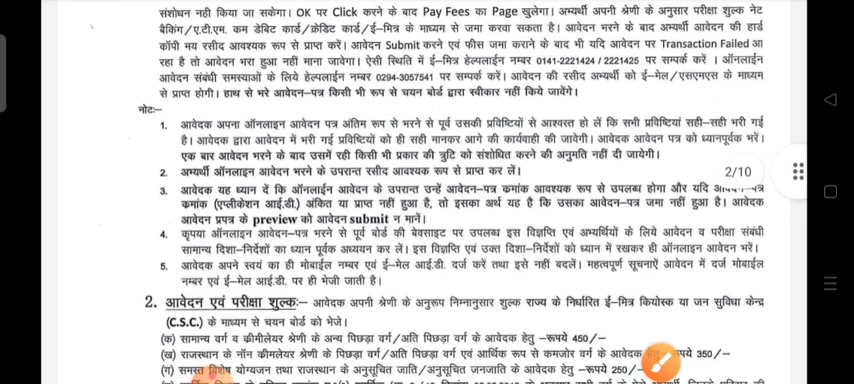 संशोधन नही किया जा सकेगा। OK पर Click करने के बाद Pay Fees का Page खुलेगा। अभ्यर्थी अपनी श्रेणी के अनुसार परीक्षा शुल्क नेट
बैकिंग/ए.टी.एम. कम डेबिट कार्ड/क्रेडिट कार्ड/ई-मित्र के माध्यम से जमा करवा सकता है। आवेदन भरने के बाद अभ्यर्थी आवेदन की हार्ड
कॉपी मय रसीद आवश्यक रूप से प्राप्त करें। आवेदन Submit करने एवं फीस जमा कराने के बाद भी यदि आवेदन पर Transaction Failed आ
रहा है तो आवेदन भरा हुआ नहीं माना जावेगा। ऐसी स्थिति में ई-मित्र हेल्पलाईन नम्बर 0141-2221424 / 2221425 पर सम्पर्क करें । ऑनलाईन
आवेदन संबंधी समस्याओं के लिये हेल्पलाईन नम्बर 0294-3057541 पर सम्पर्क करें। आवेदन की रसीद अभ्यर्थी को ई-मेल/एसएमएस के माध्यम
से प्राप्त होगी। हाथ से भरे आवेदन-पत्र किसी भी रूप से चयन बोर्ड द्वारा स्वीकार नहीं किये जावेंगे।
नोटः-
1. आवेदक अपना ऑनलाइन आवेदन पत्र अंतिम रूप से भरने से पूर्व उसकी प्रविष्टियों से आश्वस्त हो लें कि सभी प्रविष्टियां सही-सही भरी गई
है। आवेदक द्वारा आवेदन में भरी गई प्रविष्टियों को ही सही मानकर आगे की कार्यवाही की जावेगी। आवेदक आवेदन पत्र को ध्यानपूर्वक भरें।
एक बार आवेदन भरने के बाद उसमें रही किसी भी प्रकार की त्रुटि को संशोधित करने की अनुमति नहीं दी जायेगी।
2. अभ्यर्थी ऑनलाइन आवेदन भरने के उपरान्त रसीद आवश्यक रूप से प्राप्त कर लें।
2/10
3. आवेदक यह ध्यान दें कि ऑनलाईन आवेदन के उपरान्त उन्हें आवेदन-पत्र कमांक आवश्यक रूप से उपलब्ध होगा और यदि
कमांक (एप्लीकेशन आई.डी.) अंकित या प्राप्त नहीं हुआ है, तो इसका अर्थ यह है कि उसका आवेदन-पत्र जमा नहीं हुआ है। आवेदक
आवेदन प्रपत्र के preview को आवेदन submit न मानें।
4. कृपया ऑनलाइन आवेदन-पत्र भरने से पूर्व बोर्ड की वेबसाइट पर उपलब्ध इस विज्ञप्ति एवं अभ्यर्थियों के लिये आवेदन व परीक्षा संबंधी
सामान्य दिशा-निर्देशों का ध्यान पूर्वक अध्ययन कर लें। इस विज्ञप्ति एवं उक्त दिशा-निर्देशों को ध्यान में रखकर ही ऑनलाइन आवेदन भरें।
5. आवेदक अपने स्वयं का ही मोबाईल नम्बर एवं ई-मेल आई.डी. दर्ज करें तथा इसे नहीं बदलें। महत्वपूर्ण सूचनाऐं आवेदन में दर्ज मोबाईल
नम्बर एवं ई-मेल आई.डी. पर ही भेजी जाती है।
2. आवेदन एवं परीक्षा शुल्कः- आवेदक अपनी श्रेणी के अनुरूप निम्नानुसार शुल्क राज्य के निर्धारित ई-मित्र कियोस्क या जन सुविधा केन्द्र
(C.S.C.) के माध्यम से चयन बोर्ड को भेजे।
(क) सामान्य वर्ग व क्रीमीलेयर श्रेणी के अन्य पिछड़ा वर्ग/अति पिछड़ा वर्ग के आवेदक हेतु -रूपये 450/-
(ख) राजस्थान के नॉन क्रीमीलेयर श्रेणी के पिछड़ा वर्ग/अति पिछड़ा वर्ग एवं आर्थिक रूप से कमजोर वर्ग के आवेदक 350/-
(ग) समस्त विशेष योग्यजन तथा राजस्थान के अनुसूचित जाति/अनुसूचित जनजाति के आवेदक हेतु -रूपये 250/-